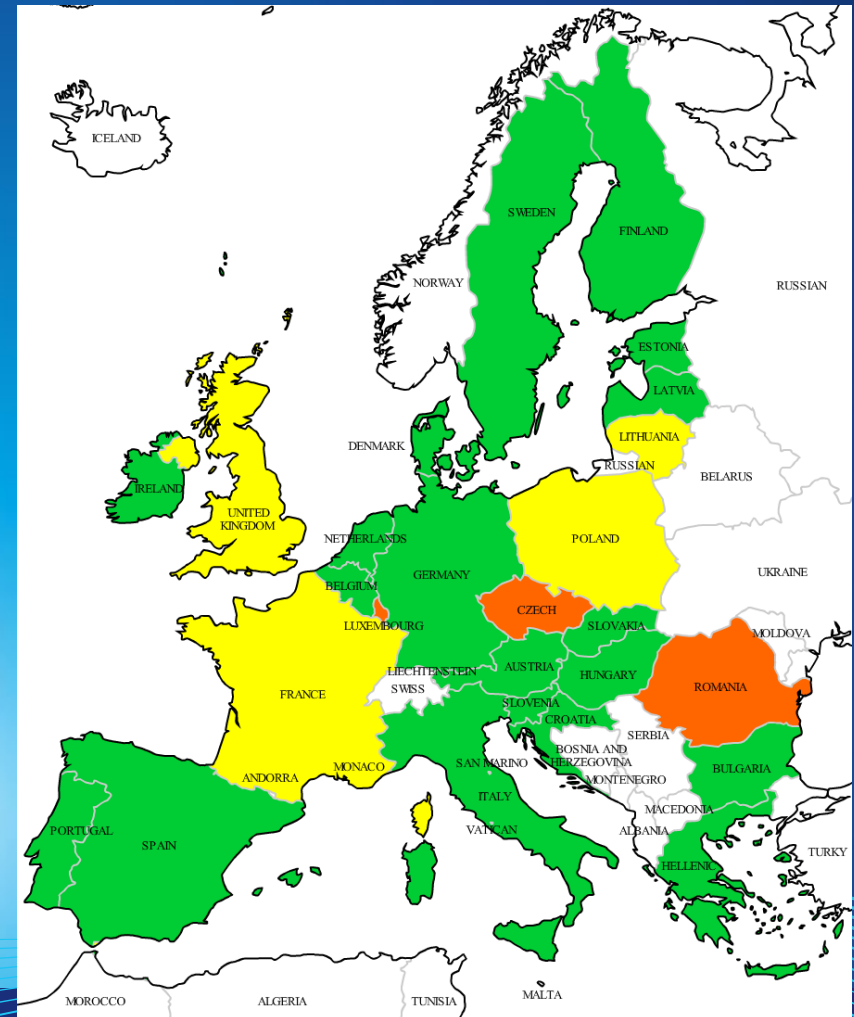 ICELAND
SWEDEN
FINLAND
NORWAY
RUSSIAN
ESTONIA
LATVIA
DENMARK
LITHUANIA
RUSSIAN
BELARUS
IRELAND
UNITED
KINGDOM
NETHERLANDS
POLAND
GERMANY
UKRAINE
BELGIUM
CZECH
LUXEMBOURG
SLOVAKIA
MOLDOVA
LIECHTENSTEIN
AUSTRIA
HUNGARY
SWISS
ROMANIA
FRANCE
SLOVENIA
CROATIA
SERBIA
BOSNIA AND
HERZEGOVINA
SAN MARINO
MONACO
ANDORRA
BULGARIA
MONTENEGRO
ITALY
MACEDONIA
PORTUGAL
VATICAN
ALBANIA
SPAIN
TURKY
HELLENIC
MALTA
MOROCCO
ALGERIA
TUNISIA